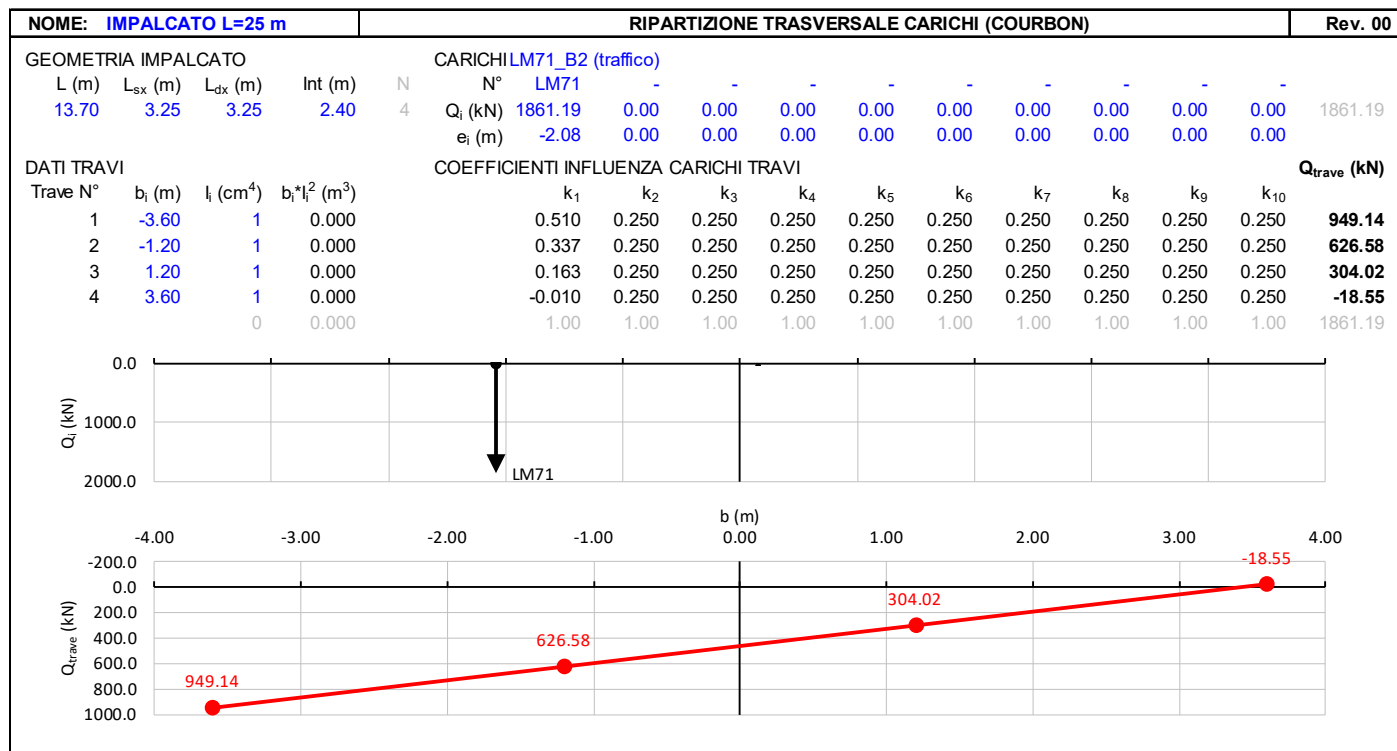 NOME: IMPALCATO L=25 m RIPARTIZIONE TRASVERSALE CARICHI (COURBON) Rev. 00
GEOMETRIA IMPALCATO CARICHI LM71_B2 (traffico)
L (m) Lsx (m) Ldx (m) Int (m) N N° LM71 - - - - - - - - -
13.70 3.25 3.25 2.40 4 Qi (kN) 1861.19 0.00 0.00 0.00 0.00 0.00 0.00 0.00 0.00 0.00 1861.19
ei (m) -2.08 0.00 0.00 0.00 0.00 0.00 0.00 0.00 0.00 0.00
DATI TRAVI COEFFICIENTI INFLUENZA CARICHI TRAVI Qtrave (kN)
Trave N° bi (m) Ii (cm4) bi*Ii2 (m3) k1 k2 k3 k4 k5 k6 k7 k8 k9 k10
1 -3.60 1 0.000 0.510 0.250 0.250 0.250 0.250 0.250 0.250 0.250 0.250 0.250 949.14
2 -1.20 1 0.000 0.337 0.250 0.250 0.250 0.250 0.250 0.250 0.250 0.250 0.250 626.58
3 1.20 1 0.000 0.163 0.250 0.250 0.250 0.250 0.250 0.250 0.250 0.250 0.250 304.02
4 3.60 1 0.000 -0.010 0.250 0.250 0.250 0.250 0.250 0.250 0.250 0.250 0.250 -18.55
0 0.000 1.00 1.00 1.00 1.00 1.00 1.00 1.00 1.00 1.00 1.00 1861.19
0.0
1000.0
2000.0
Qi (kN)
LM71
b (m)
-4.00 -3.00 -2.00 -1.00 0.00 1.00 2.00 3.00 4.00
-200.0
0.0
200.0
400.0
600.0
800.0
1000.0
Qtrave (kN)
949.14
626.58
304.02
-18.55